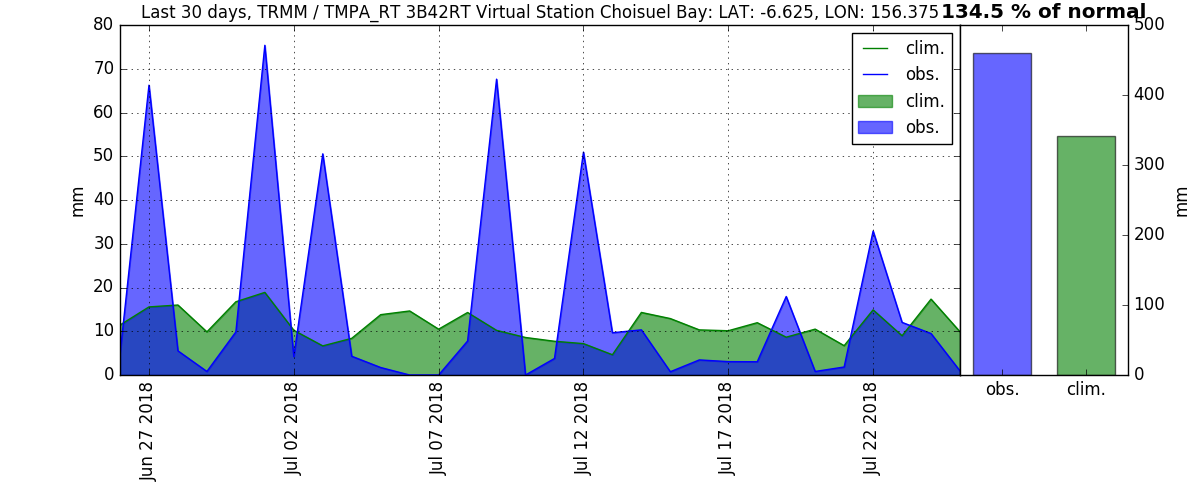 Last 30 days, TRMM / TMPA_RT 3B42RT Virtual Station Choisuel Bay: LAT: -6.625, LON: 156.375 134.5 % of normal
80
70
60
50
40
30
20
10
0
mm
clim.
obs.
clim.
obs.
Jun 27 2018
Jul 02 2018
Jul 07 2018
Jul 12 2018
Jul 17 2018
Jul 22 2018
500
400
300
200
100
0
mm
obs.
clim.